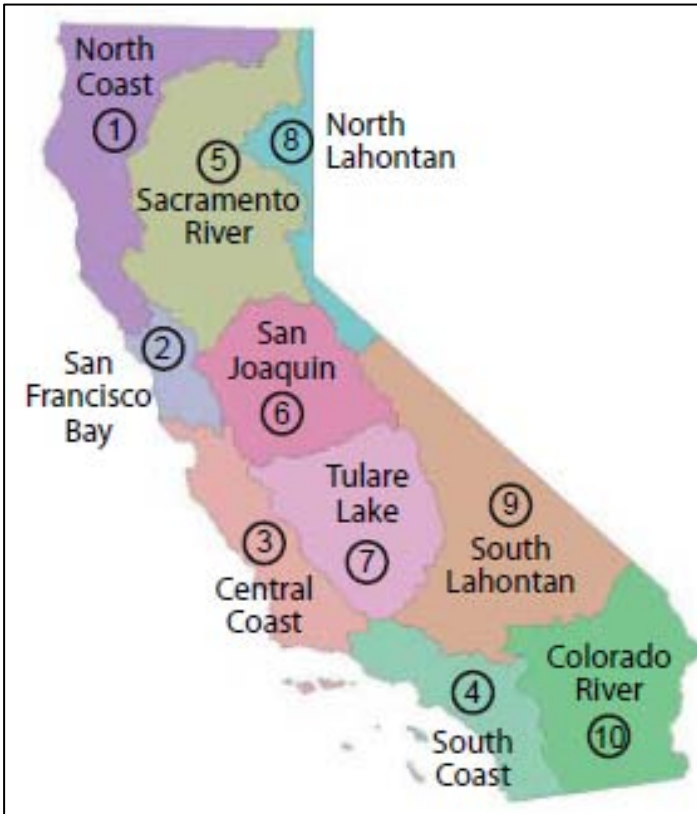 North
Coast
1
8
North
Lahontan
5
Sacramento
River
2
San
Francisco
Bay
San
Joaquin
6
Tulare
Lake
7
3
Central
Coast
9
South
Lahontan
4
South
Coast
Colorado
River
10